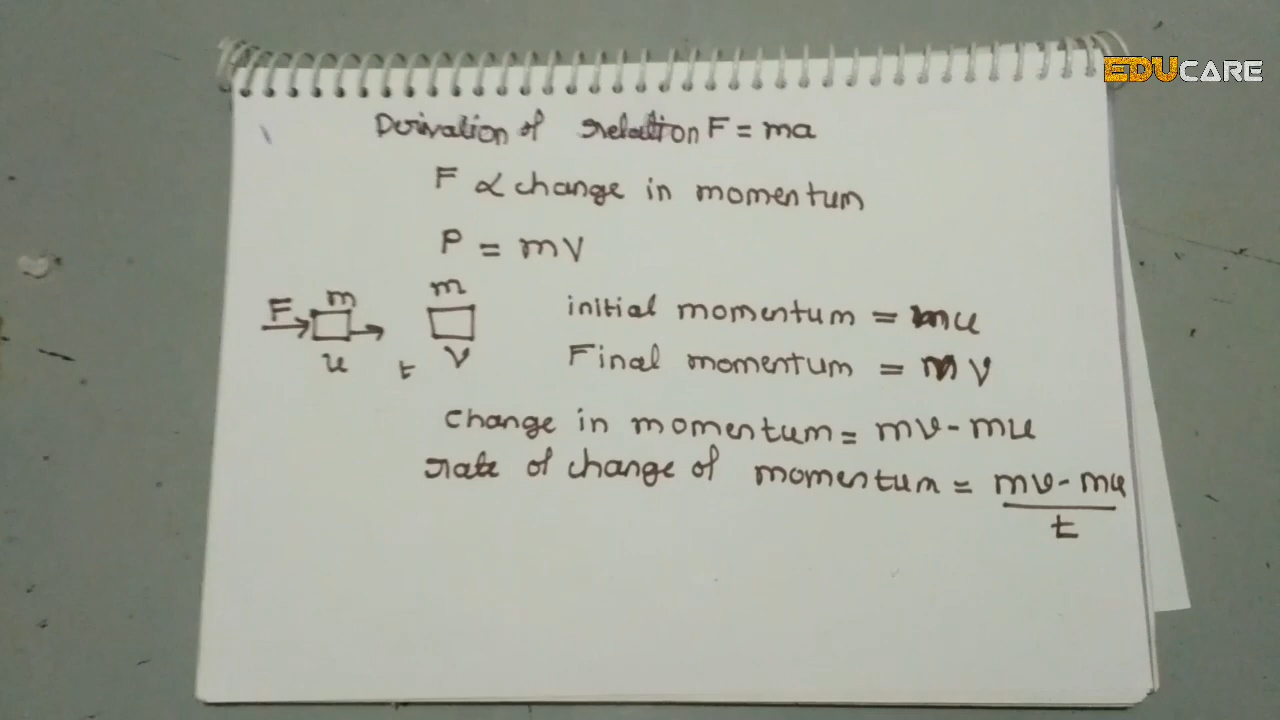 EDUCARE
Derivation of relation F = ma
F ∝ change in momentum
P = mV
F m m
u t v
initial momentum = mu
Final momentum = mv
change in momentum = mv - mu
rate of change of momentum = mv - mu
t